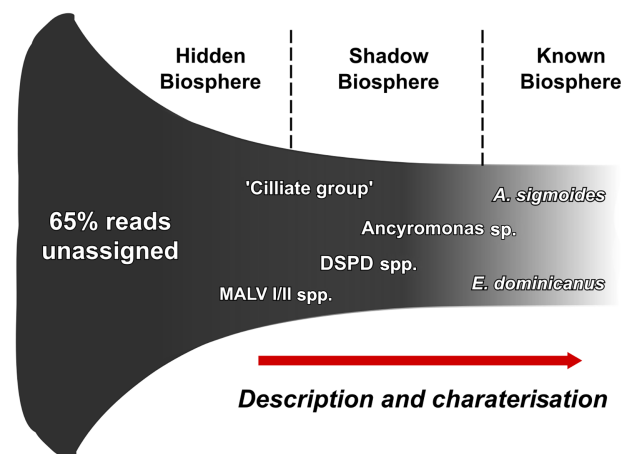 Hidden
Biosphere
Shadow
Biosphere
Known
Biosphere
'Cilliate group'
A. sigmoides
65% reads
unassigned
Ancyromonas sp.
DSPD spp.
MALV I/II spp.
E. dominicanus
Description and charaterisation